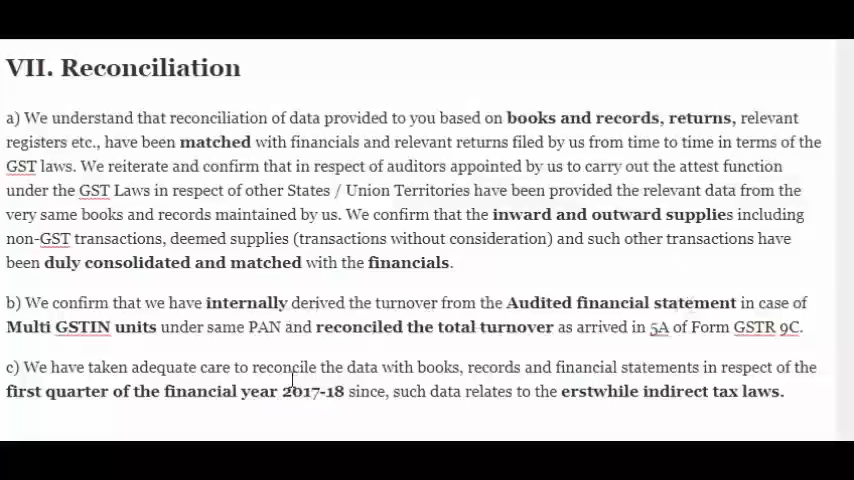 VII. Reconciliation
a) We understand that reconciliation of data provided to you based on books and records, returns, relevant
registers etc., have been matched with financials and relevant returns filed by us from time to time in terms of the
GST laws. We reiterate and confirm that in respect of auditors appointed by us to carry out the attest function
under the GST Laws in respect of other States / Union Territories have been provided the relevant data from the
very same books and records maintained by us. We confirm that the inward and outward supplies including
non-GST transactions, deemed supplies (transactions without consideration) and such other transactions have
been duly consolidated and matched with the financials.
b) We confirm that we have internally derived the turnover from the Audited financial statement in case of
Multi GSTIN units under same PAN and reconciled the total turnover as arrived in 5A of Form GSTR 9C.
c) We have taken adequate care to reconcile the data with books, records and financial statements in respect of the
first quarter of the financial year 2017-18 since, such data relates to the erstwhile indirect tax laws.